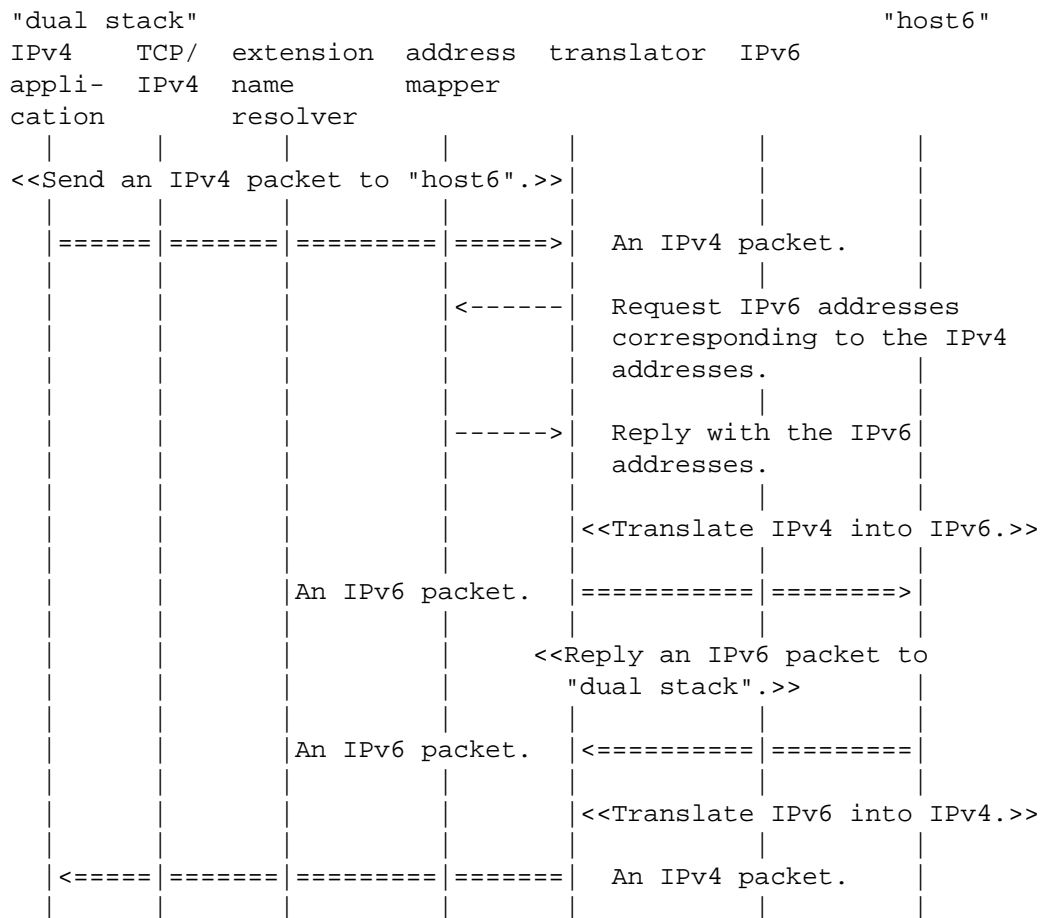 "dual stack" "host6"
IPv4 TCP/ extension address translator IPv6
appli- IPv4 name mapper
cation resolver
<<Send an IPv4 packet to "host6".>>
An IPv4 packet.
Request IPv6 addresses
corresponding to the IPv4
addresses.
Reply with the IPv6
addresses.
<<Translate IPv4 into IPv6.>>
An IPv6 packet.
<<Reply an IPv6 packet to
"dual stack".>>
An IPv6 packet.
<<Translate IPv6 into IPv4.>>
An IPv4 packet.